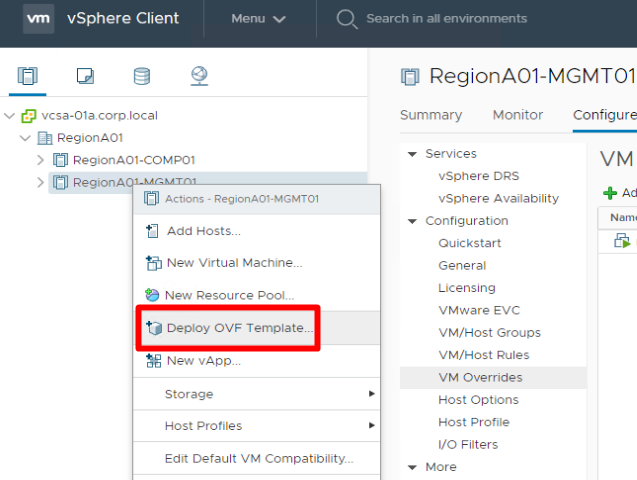 vm vSphere Client Menu Search in all environments
RegionA01-MGMT01
Summary Monitor Configure
vcsa-01a.corp.local
RegionA01
RegionA01-COMP01
RegionA01-MGMT01
Actions - RegionA01-MGMT01
Add Hosts...
New Virtual Machine...
New Resource Pool...
Deploy OVF Template...
New vApp...
Storage
Host Profiles
Edit Default VM Compatibility...
Services
vSphere DRS
vSphere Availability
Configuration
Quickstart
General
Licensing
VMware EVC
VM/Host Groups
VM/Host Rules
VM Overrides
Host Options
Host Profile
I/O Filters
More
VM